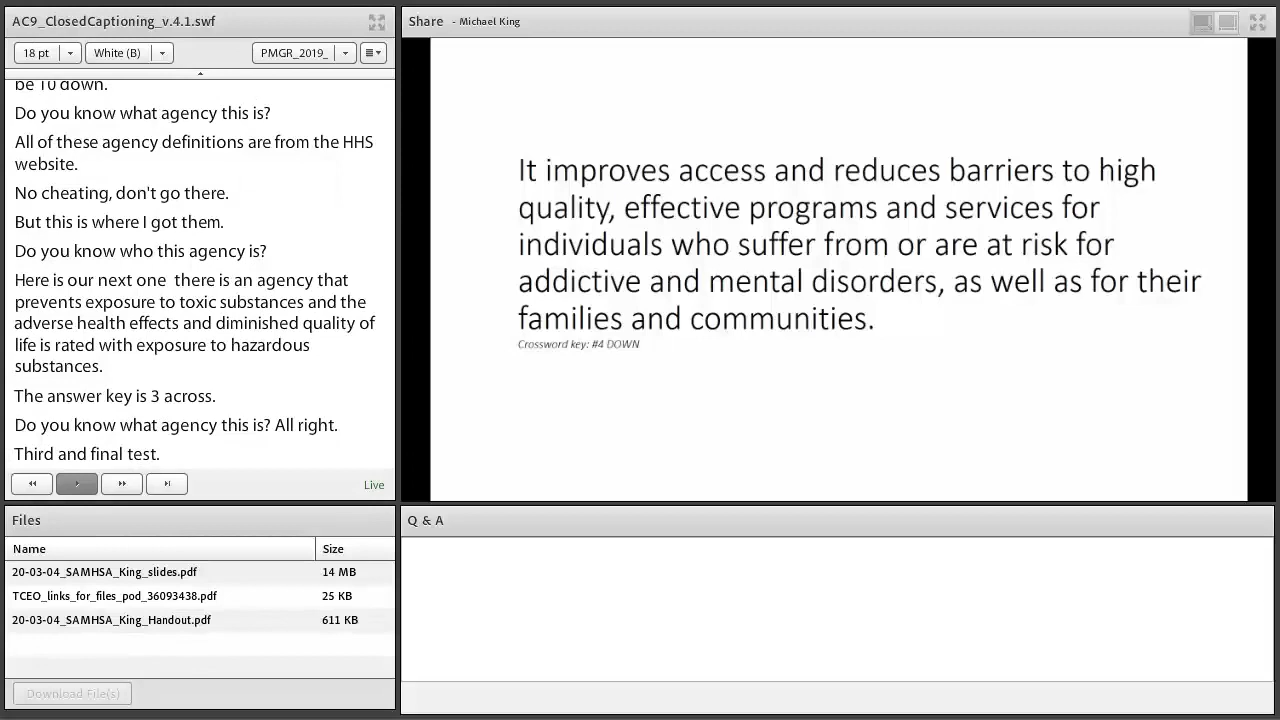 AC9_ClosedCaptioning_v.4.1.swf
18 pt
White (B)
PMGR_2019_
be 10 down.
Do you know what agency this is?
All of these agency definitions are from the HHS
website.
No cheating, don't go there.
But this is where I got them.
Do you know who this agency is?
Here is our next one  there is an agency that
prevents exposure to toxic substances and the
adverse health effects and diminished quality of
life is rated with exposure to hazardous
substances.
The answer key is 3 across.
Do you know what agency this is? All right.
Third and final test.
Live
Share - Michael King
It improves access and reduces barriers to high
quality, effective programs and services for
individuals who suffer from or are at risk for
addictive and mental disorders, as well as for their
families and communities.
Crossword key: #4 DOWN
Files
Name Size
20-03-04_SAMHSA_King_slides.pdf 14 MB
TCEO_links_for_files_pod_36093438.pdf 25 KB
20-03-04_SAMHSA_King_Handout.pdf 611 KB
Download File(s)
Q & A